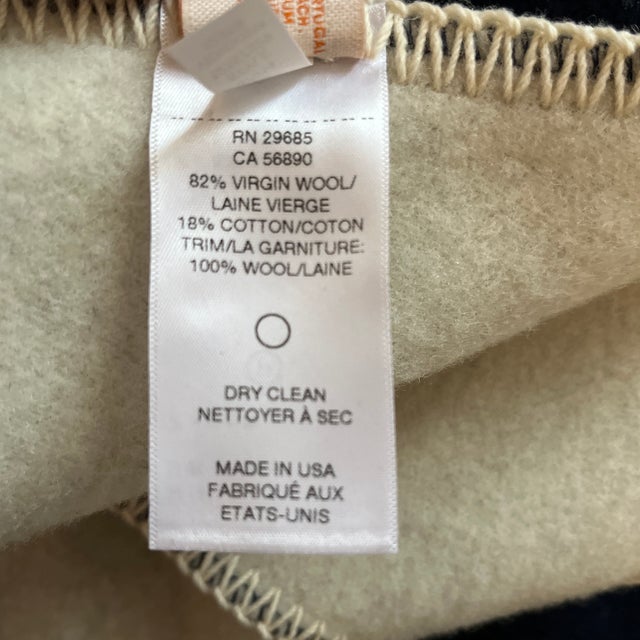 RTUGAL
RN 29685
CA 56890
82% VIRGIN WOOL/
LAINE VIERGE
18% COTTON/COTON
TRIM/LA GARNITURE:
100% WOOL/LAINE
DRY CLEAN
NETTOYER À SEC
MADE IN USA
FABRIQUÉ AUX
ETATS-UNIS